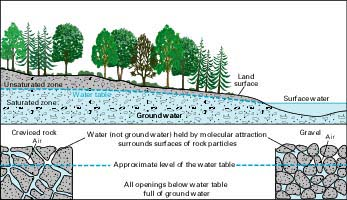 Land
surface
Unsaturated zone
Water table
Surface water
Saturated zone
Ground water
Creviced rock
Water (not ground water) held by molecular attraction
surrounds surfaces of rock particles
Gravel
Air
Air
Approximate level of the water table
All openings below water table
full of ground water